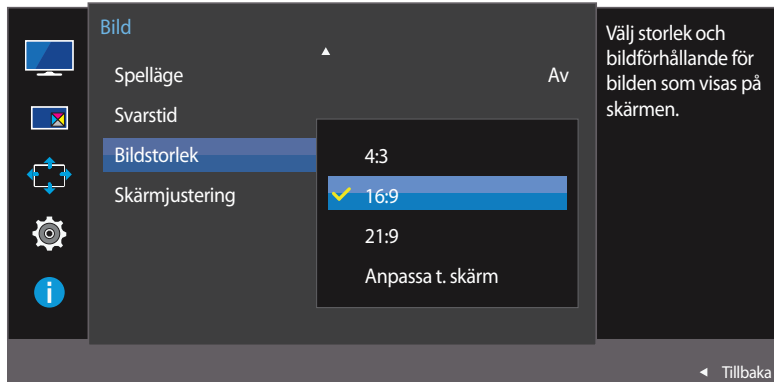 Bild
Spelläge Av
Svarstid
Bildstorlek
Skärmjustering
4:3
16:9
21:9
Anpassa t. skärm
Välj storlek och
bildförhållande för
bilden som visas på
skärmen.
Tillbaka